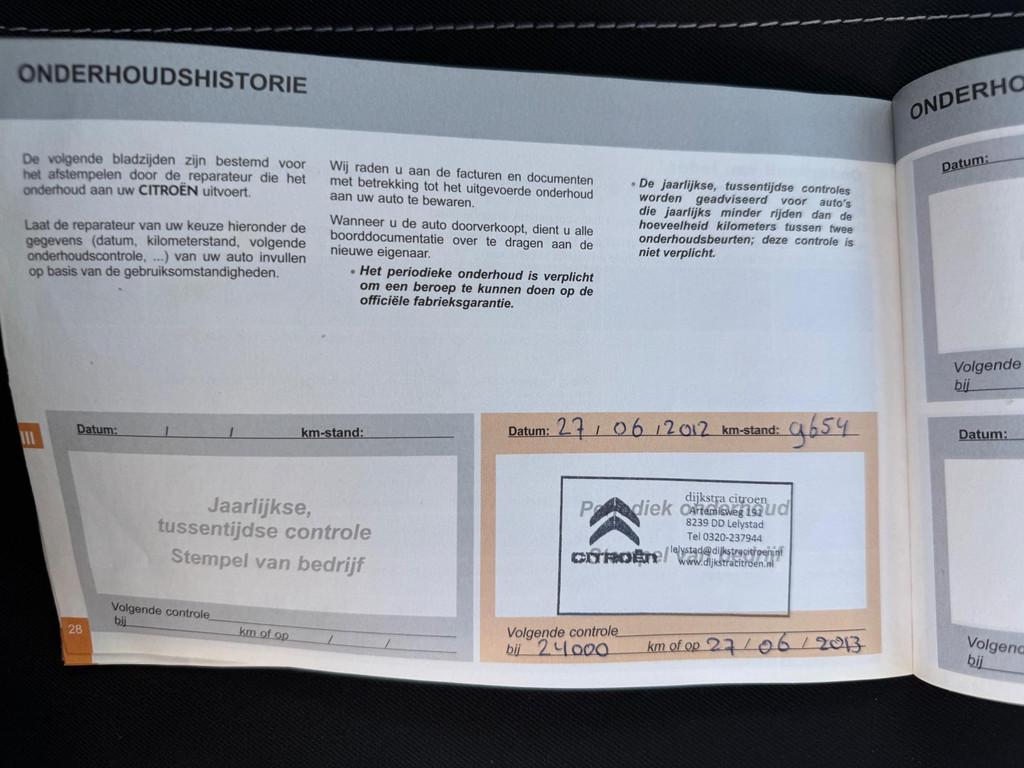 ONDERHOUDSHISTORIE
De volgende bladzijden zijn bestemd voor
het afstempelen door de reparateur die het
onderhoud aan uw CITROËN uitvoert.
Laat de reparateur van uw keuze hieronder de
gegevens (datum, kilometerstand, volgende
onderhoudscontrole, ...) van uw auto invullen
op basis van de gebruiksomstandigheden.
Wij raden u aan de facturen en documenten
met betrekking tot het uitgevoerde onderhoud
aan uw auto te bewaren.
Wanneer u de auto doorverkoopt, dient u alle
boorddocumentatie over te dragen aan de
nieuwe eigenaar.
• Het periodieke onderhoud is verplicht
om een beroep te kunnen doen op de
officiële fabrieksgarantie.
• De jaarlijkse, tussentijdse controles
worden geadviseerd voor auto's
die jaarlijks minder rijden dan de
hoeveelheid kilometers tussen twee
onderhoudsbeurten; deze controle is
niet verplicht.
III
Datum: / / km-stand:
Jaarlijkse,
tussentijdse controle
Stempel van bedrijf
Volgende controle
bij km of op / /
28
Datum: 27 / 06 / 2012 km-stand: 9654
Periodiek onderhoud
Stempel van bedrijf
CITROËN
dijkstra citroen
Artemisweg 191
8239 DD Lelystad
Tel 0320-237944
lelystad@dijkstracitroen.nl
www.dijkstracitroen.nl
Volgende controle
bij 24000 km of op 27 / 06 / 2013
ONDERHO
Datum:
Volgende
bij
Datum:
Volgend
bij